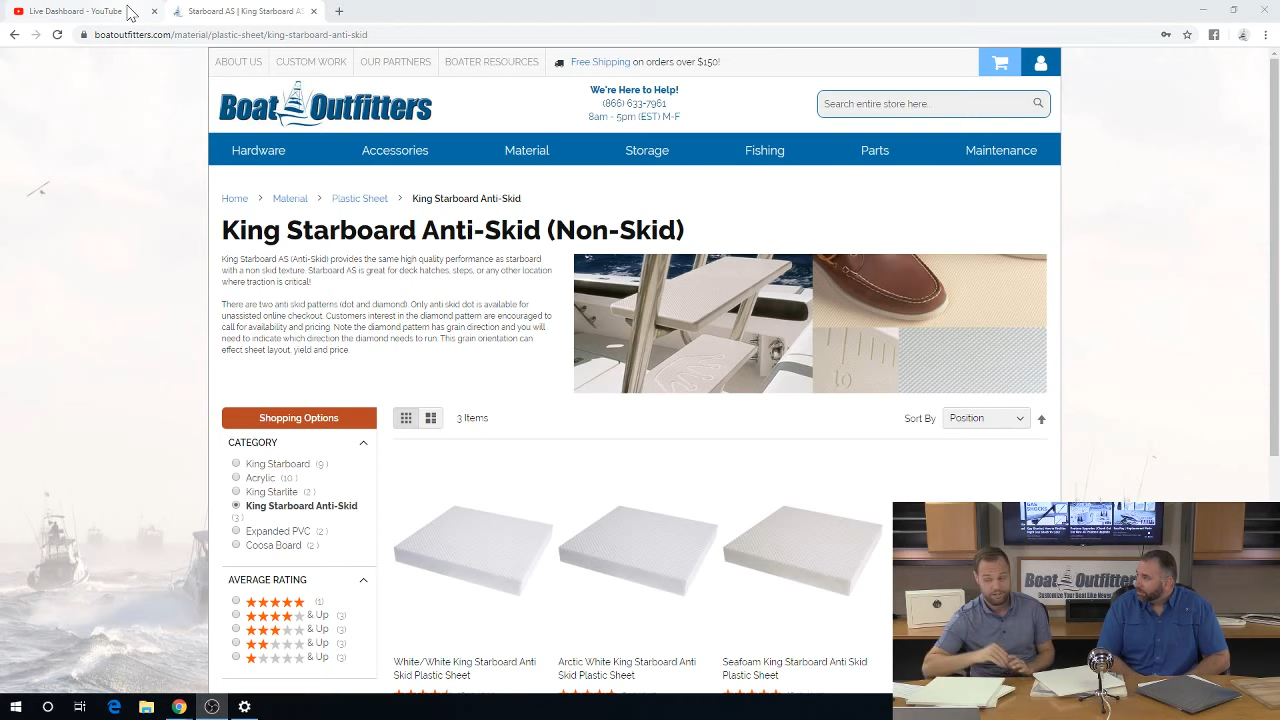 Live Dashboard - YouTube
Starboard AS | King Starboard AS
boatoutfitters.com/material/plastic-sheet/king-starboard-anti-skid
ABOUT US
CUSTOM WORK
OUR PARTNERS
BOATER RESOURCES
Free Shipping on orders over $150!
Boat Outfitters
We're Here to Help!
(866) 633-7961
8am - 5pm (EST) M-F
Search entire store here...
Hardware
Accessories
Material
Storage
Fishing
Parts
Maintenance
Home
Material
Plastic Sheet
King Starboard Anti-Skid
King Starboard Anti-Skid (Non-Skid)
King Starboard AS (Anti-Skid) provides the same high quality performance as starboard
with a non skid texture. Starboard AS is great for deck hatches, steps, or any other location
where traction is critical!
There are two anti skid patterns (dot and diamond). Only anti skid dot is available for
unassisted online checkout. Customers interest in the diamond pattern are encouraged to
call for availability and pricing. Note the diamond pattern has grain direction and you will
need to indicate which direction the diamond needs to run. This grain orientation can
effect sheet layout, yield and price
10
Shopping Options
3 Items
Sort By
Position
CATEGORY
King Starboard (9)
Acrylic (10)
King Starlite (2)
King Starboard Anti-Skid
(3)
Expanded PVC (2)
Coosa Board (2)
AVERAGE RATING
(1)
& Up (3)
& Up (3)
& Up (3)
& Up (3)
White/White King Starboard Anti
Skid Plastic Sheet
Arctic White King Starboard Anti
Skid Plastic Sheet
Seafoam King Starboard Anti Skid
Plastic Sheet
Boat Outfitters
Customize Your Boat Like Never